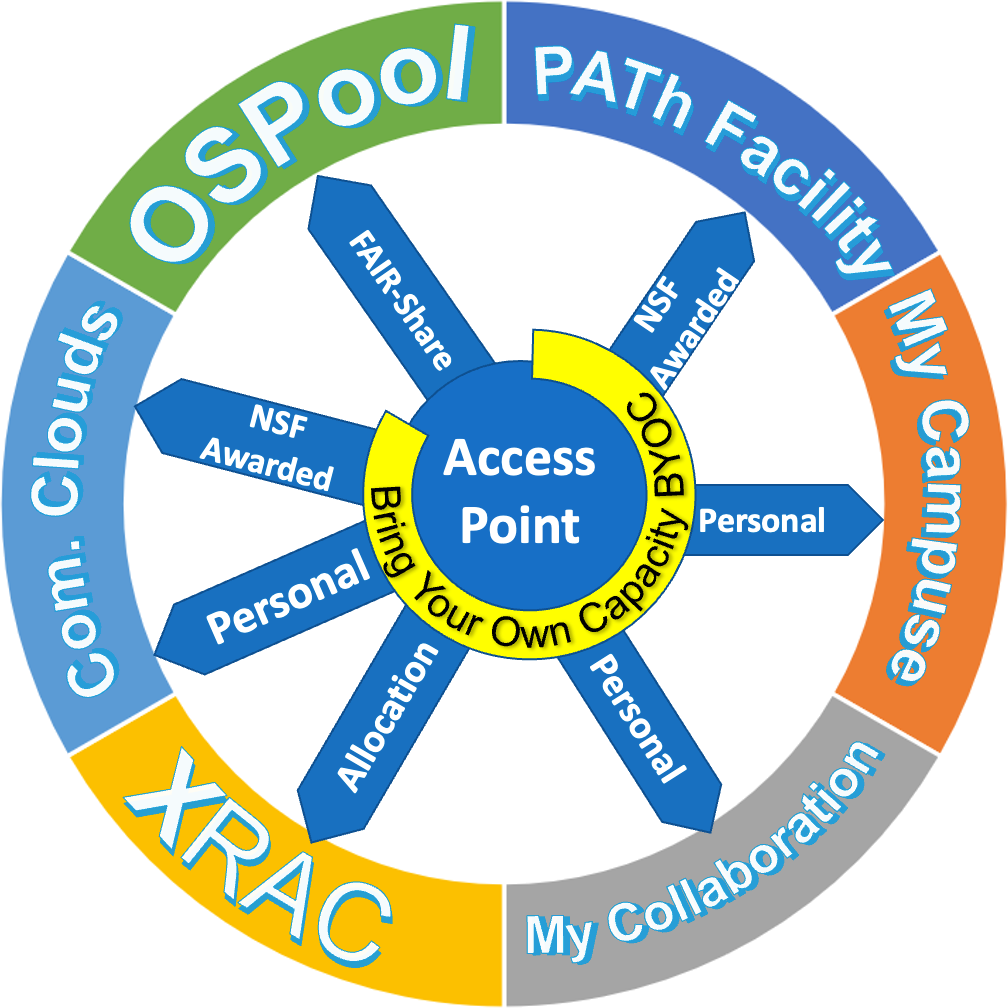 OSPool
PATh Facility
My Campuse
My Collaboration
XRAC
Com. Clouds
FAIR-Share
NSF
Awarded
Personal
Personal
Allocation
Personal
NSF
Awarded
Access
Point
Bring Your Own Capacity BYOC